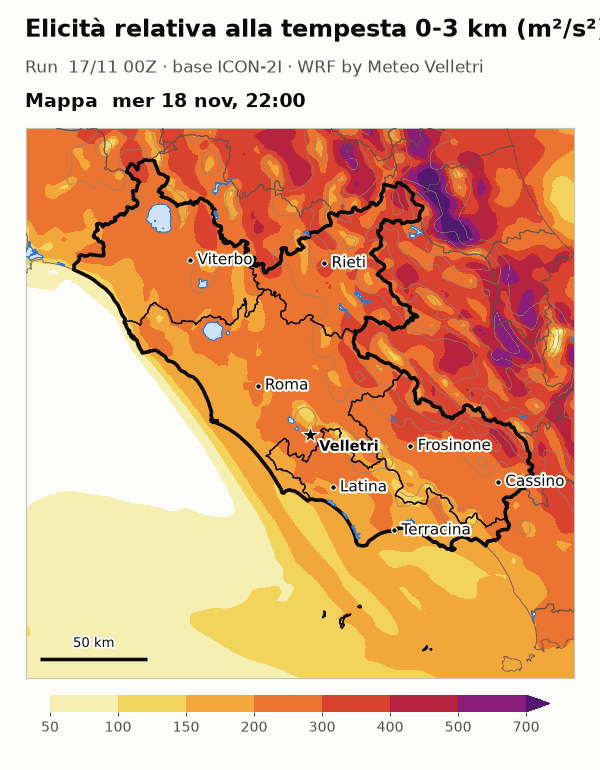 Elicità relativa alla tempesta 0-3 km (m²/s²)
Run  17/11 00Z · base ICON-2I · WRF by Meteo Velletri
Mappa  mer 18 nov, 22:00
Viterbo
Rieti
Roma
Velletri
Frosinone
Cassino
Latina
Terracina
50 km
50 100 150 200 300 400 500 700